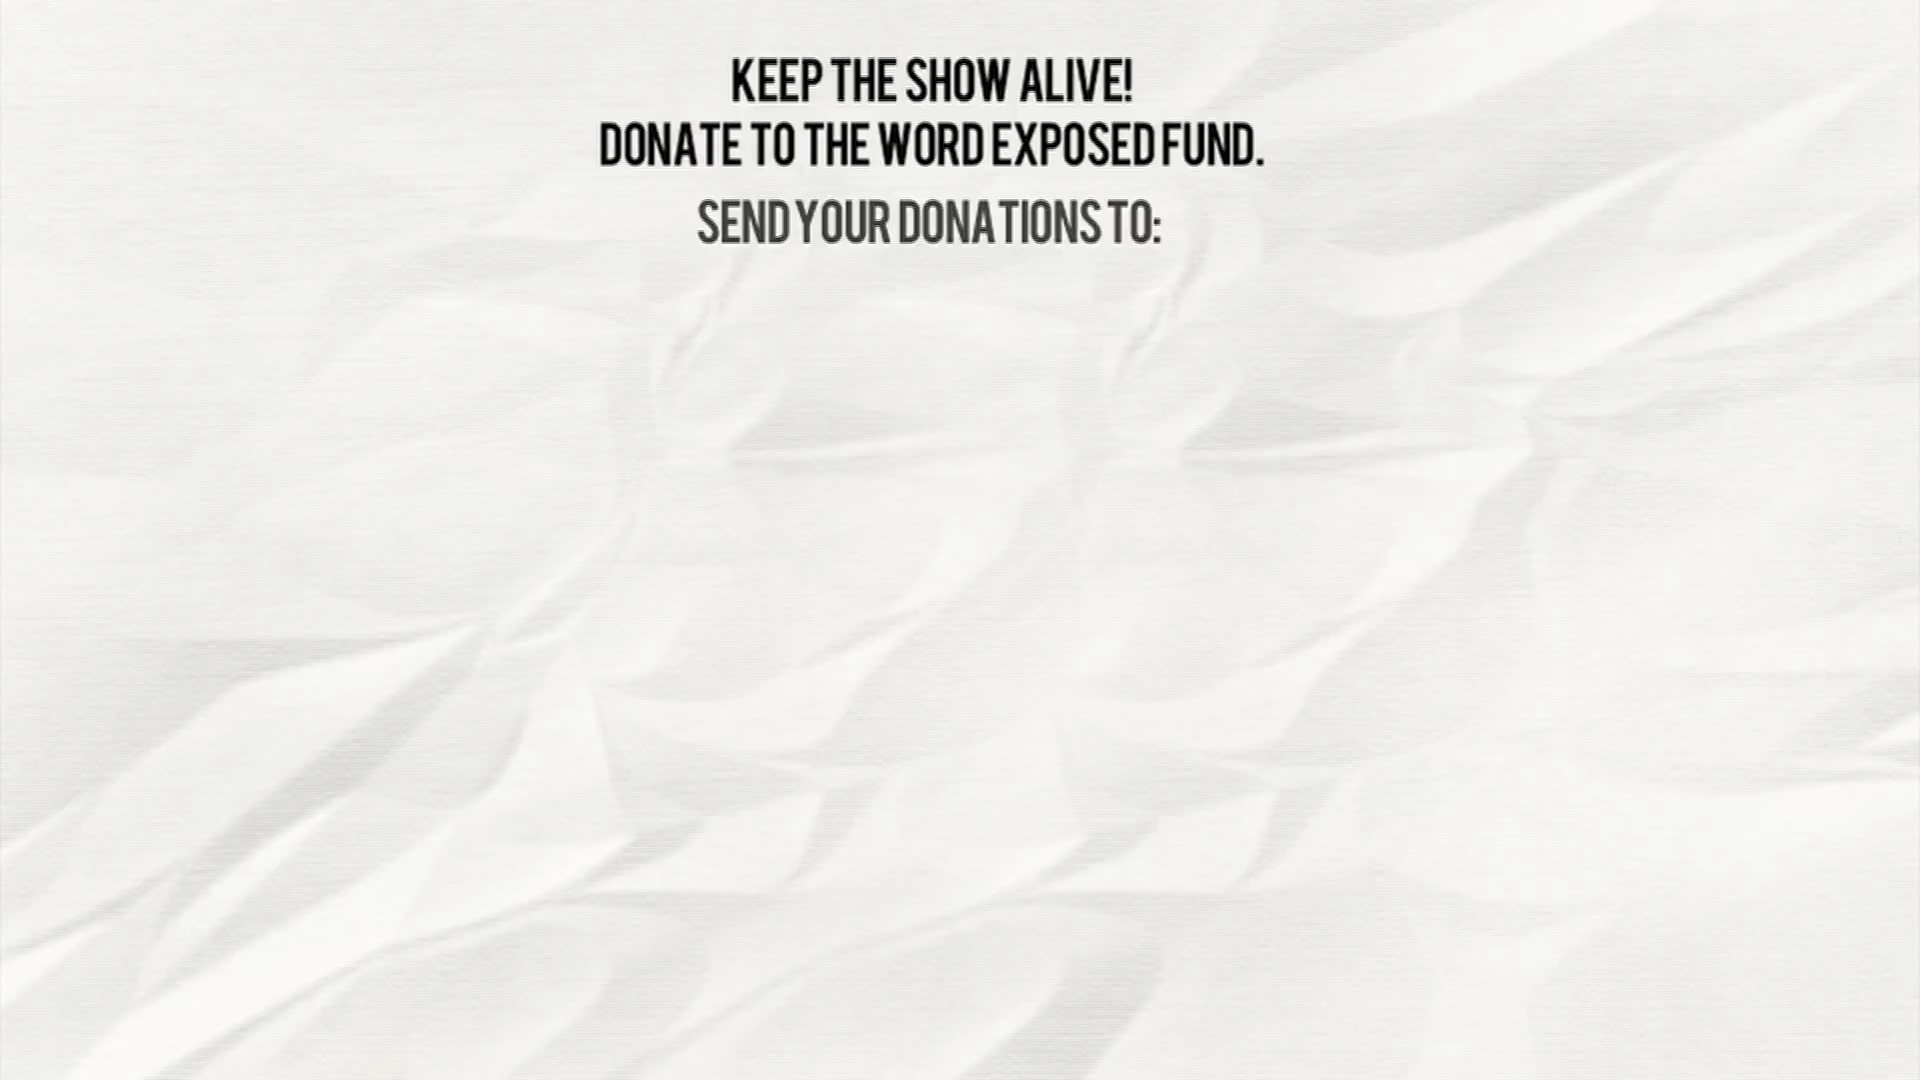 KEEP THE SHOW ALIVE!
DONATE TO THE WORD EXPOSED FUND.
SEND YOUR DONATIONS TO: